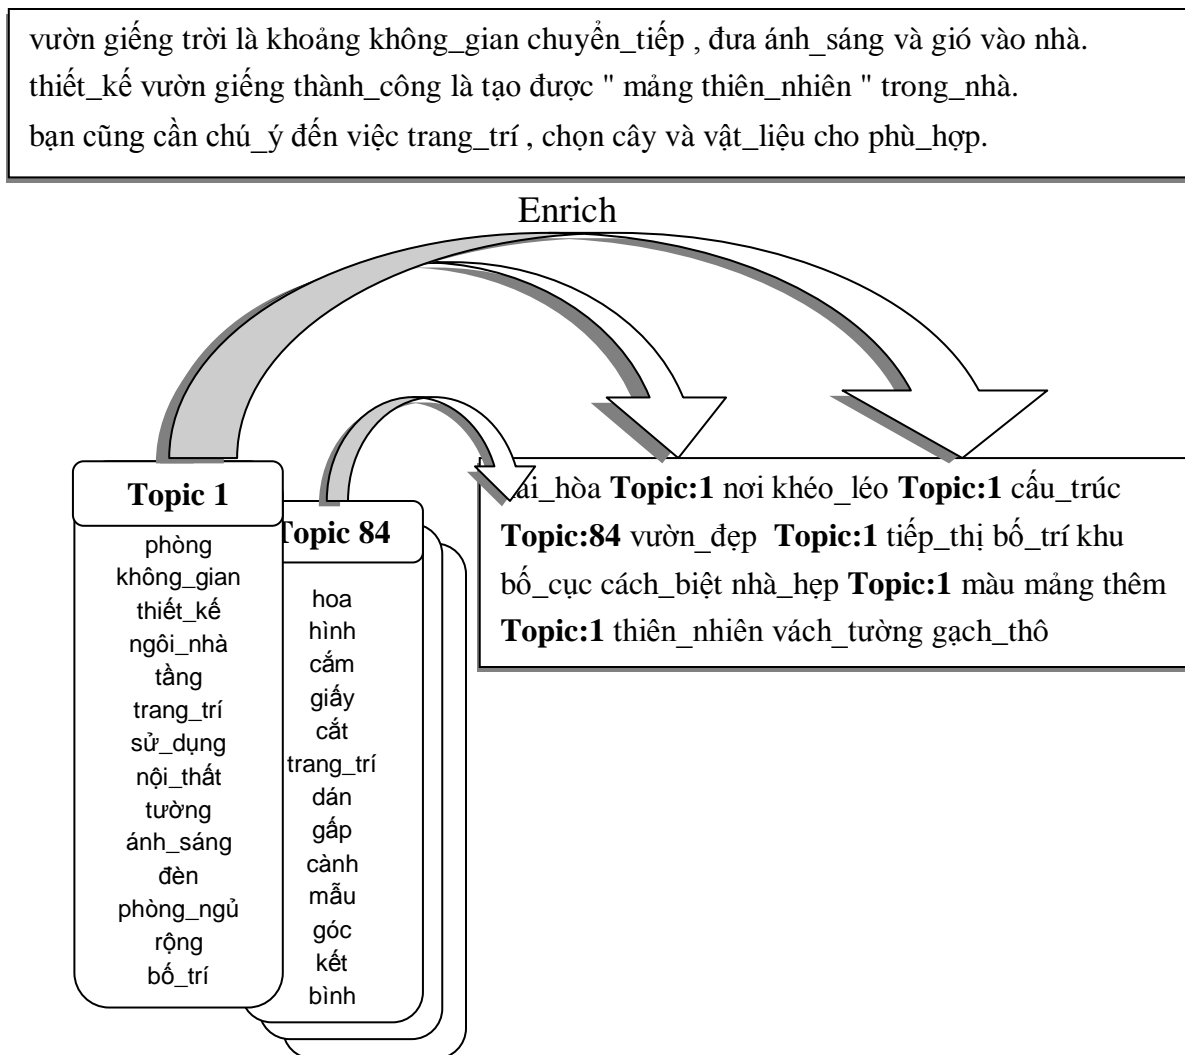 vườn giếng trời là khoảng không_gian chuyển_tiếp , đưa ánh_sáng và gió vào nhà.
thiết_kế vườn giếng thành_công là tạo được " mảng thiên_nhiên " trong_nhà.
bạn cũng cần chú_ý đến việc trang_trí , chọn cây và vật_liệu cho phù_hợp.
Enrich
Topic 1
phòng
không_gian
thiết_kế
ngôi_nhà
tầng
trang_trí
sử_dụng
nội_thất
tường
ánh_sáng
đèn
phòng_ngủ
rộng
bố_trí
Topic 84
hoa
hình
cắm
giấy
cắt
trang_trí
dán
gấp
cành
mẫu
góc
kết
bình
Topic:1 nơi khéo_léo Topic:1 cấu_trúc
Topic:84 vườn_đẹp Topic:1 tiếp_thị bố_trí khu
bố_cục cách_biệt nhà_hẹp Topic:1 màu mảng thêm
Topic:1 thiên_nhiên vách_tường gạch_thô